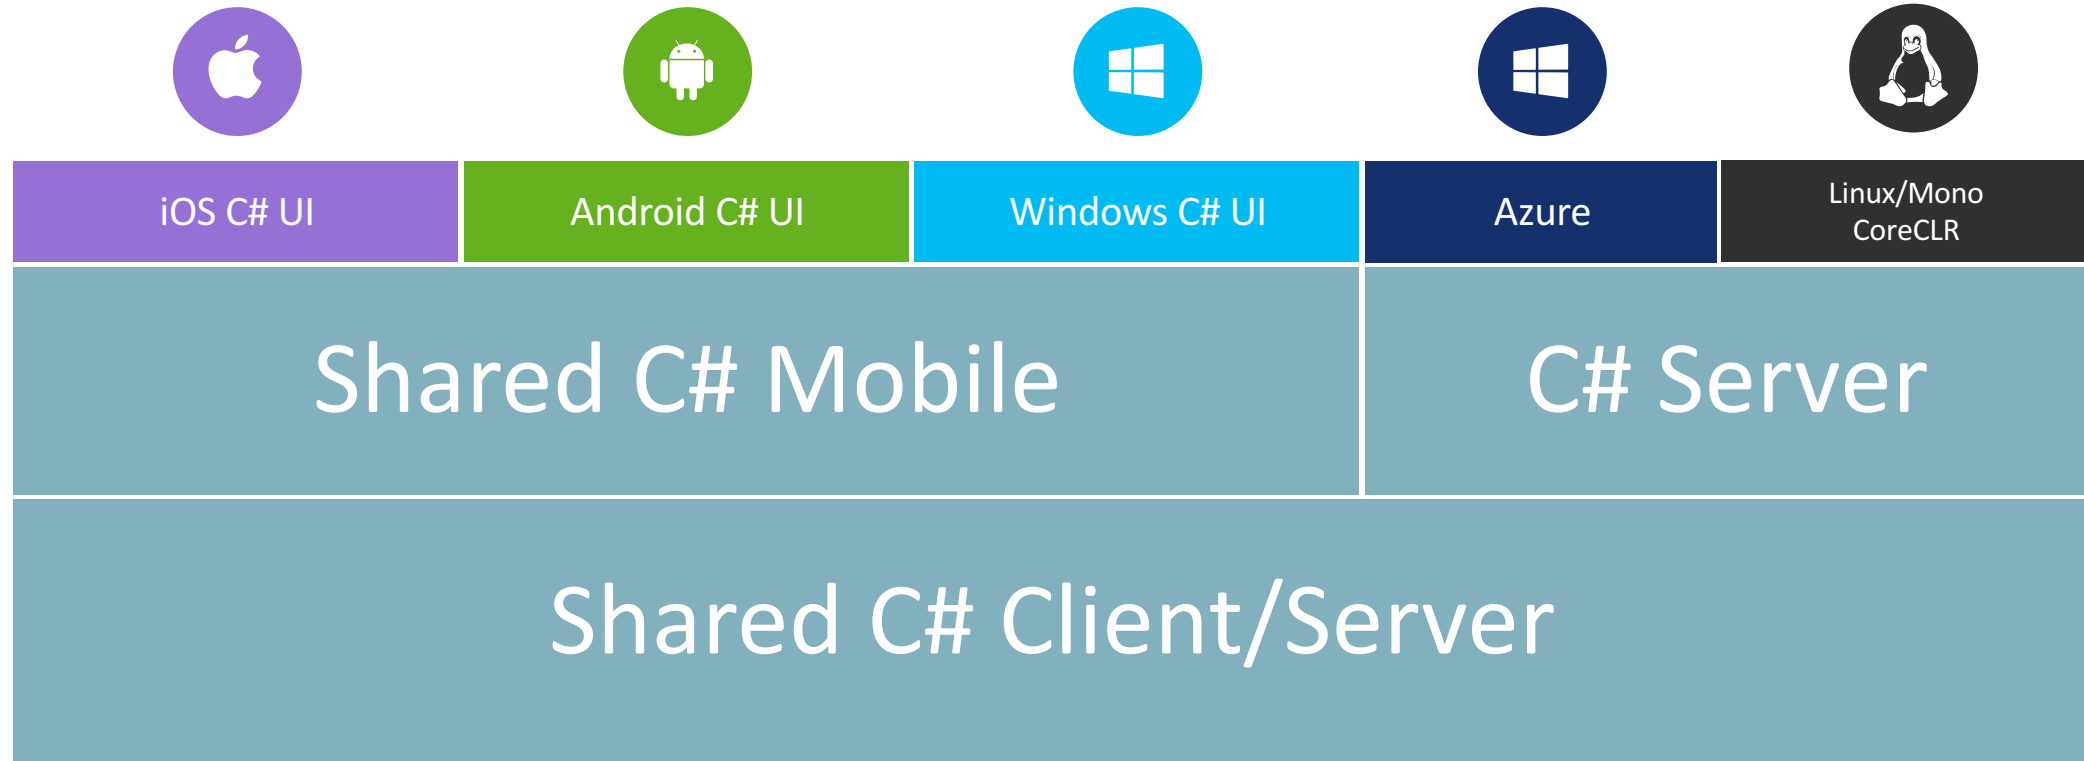 iOS C# UI
Android C# UI
Windows C# UI
Azure
Linux/Mono
CoreCLR
Shared C# Mobile
C# Server
Shared C# Client/Server